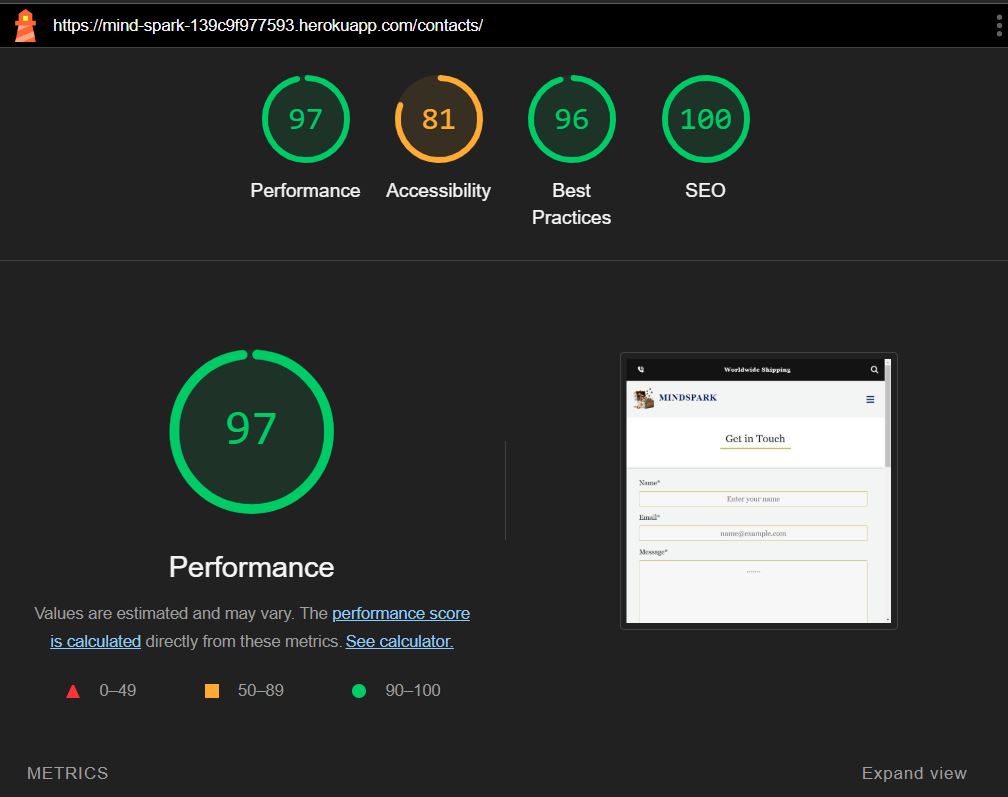 https://mind-spark-139c9f977593.herokuapp.com/contacts/
97
81
96
100
Performance
Accessibility
Best
Practices
SEO
97
Performance
Values are estimated and may vary. The performance score
is calculated directly from these metrics. See calculator.
0–49
50–89
90–100
Worldwide Shipping
MINDSPARK
Get in Touch
Name*
Enter your name
Email*
name@example.com
Message*
.......
METRICS
Expand view